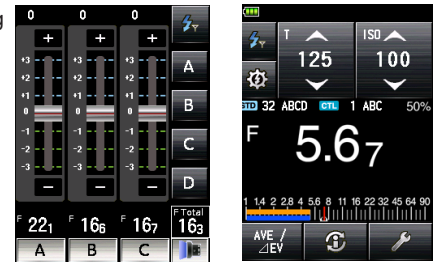 g
0 0 0
+ + +
+3 +3 +3
+2 +2 +2
+1 +1 +1
0 0 0
-1 -1 -1
-2 -2 -2
-3 -3 -3
− − −
A
B
C
D
F 22₁ F 16₆ F 16₇ F Total 16₃
A B C
T ISO
125 100
STD 32 ABCD CTL 1 ABC 50%
F 5.6₇
1 1.4 2 2.8 4 5.6 8 11 16 22 32 45 64 90
AVE / ⊿EV